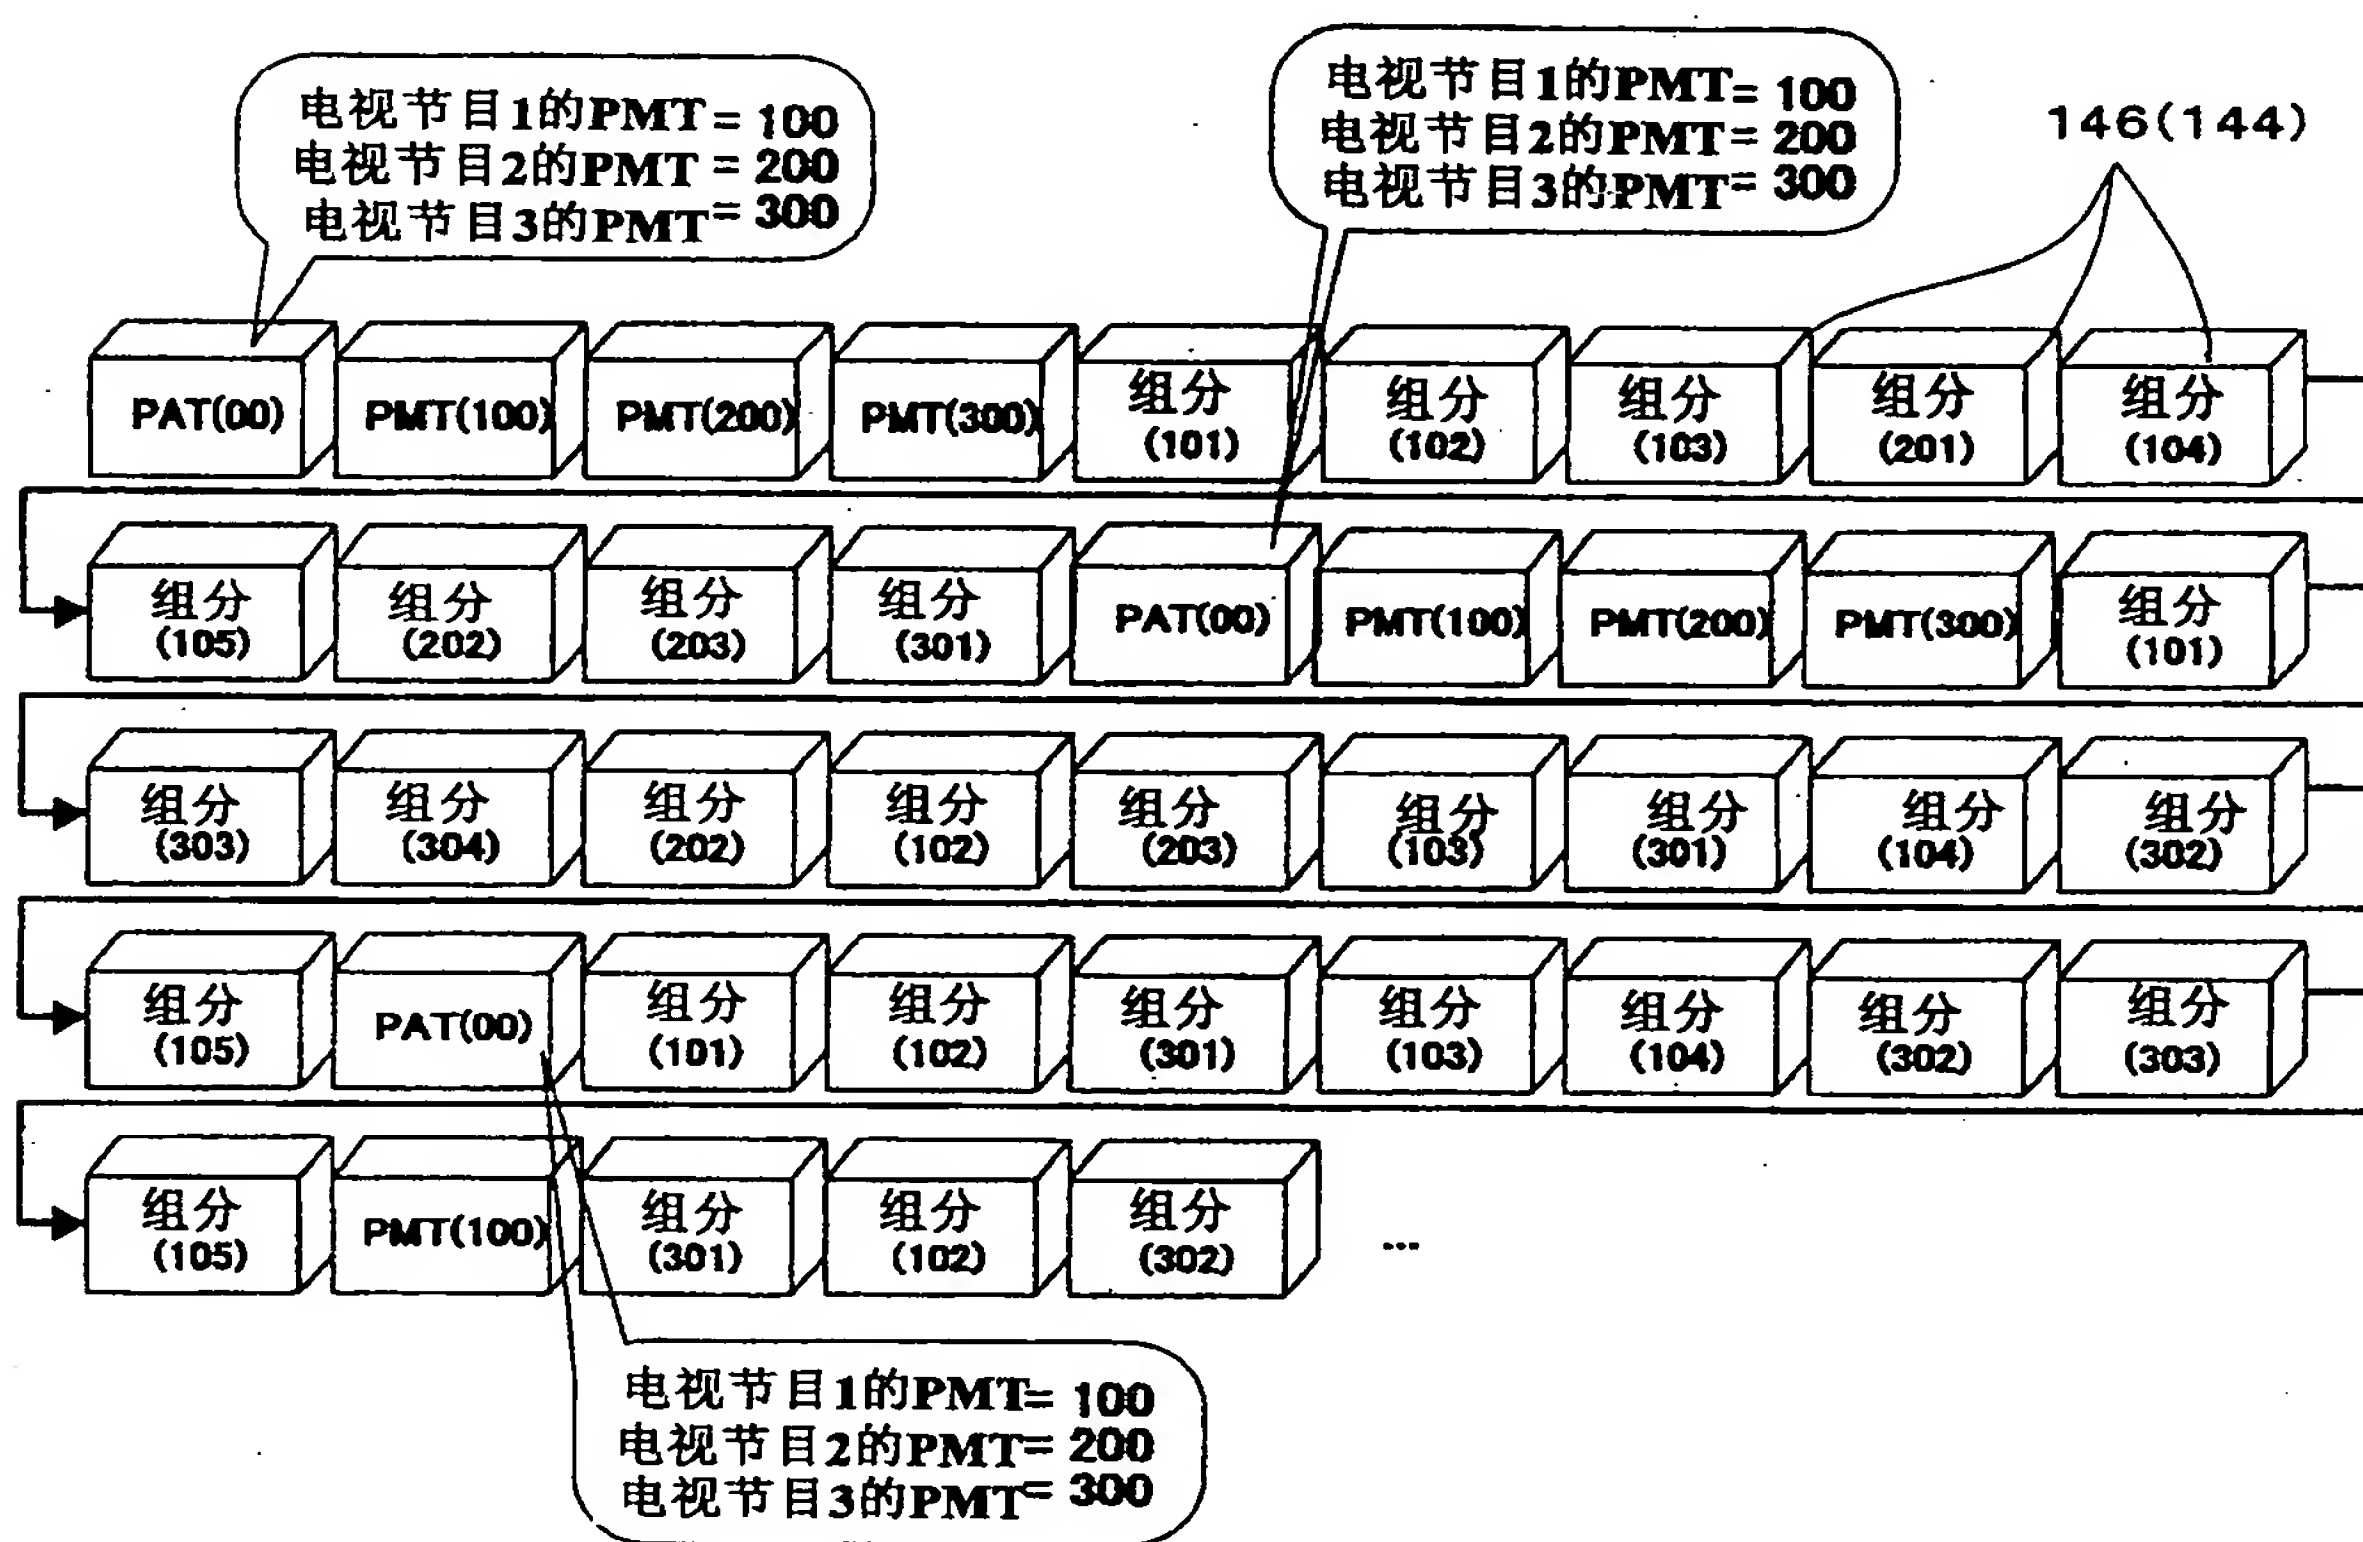 电视节目1的PMT= 100
电视节目2的PMT = 200
电视节目3的PMT= 300
电视节目1的PMT= 100
电视节目2的PMT= 200
电视节目3的PMT= 300
146(144)
PAT(00)
PMT(100)
PMT(200)
PMT(300)
组分
(101)
组分
(102)
组分
(103)
组分
(201)
组分
(104)
组分
(105)
组分
(202)
组分
(203)
组分
(301)
PAT(00)
PMT(100)
PMT(200)
PMT(300)
组分
(101)
组分
(303)
组分
(304)
组分
(202)
组分
(102)
组分
(203)
组分
(103)
组分
(301)
组分
(104)
组分
(302)
组分
(105)
PAT(00)
组分
(101)
组分
(102)
组分
(301)
组分
(103)
组分
(104)
组分
(302)
组分
(303)
组分
(105)
PMT(100)
组分
(301)
组分
(102)
组分
(302)
...
电视节目1的PMT= 100
电视节目2的PMT= 200
电视节目3的PMT= 300